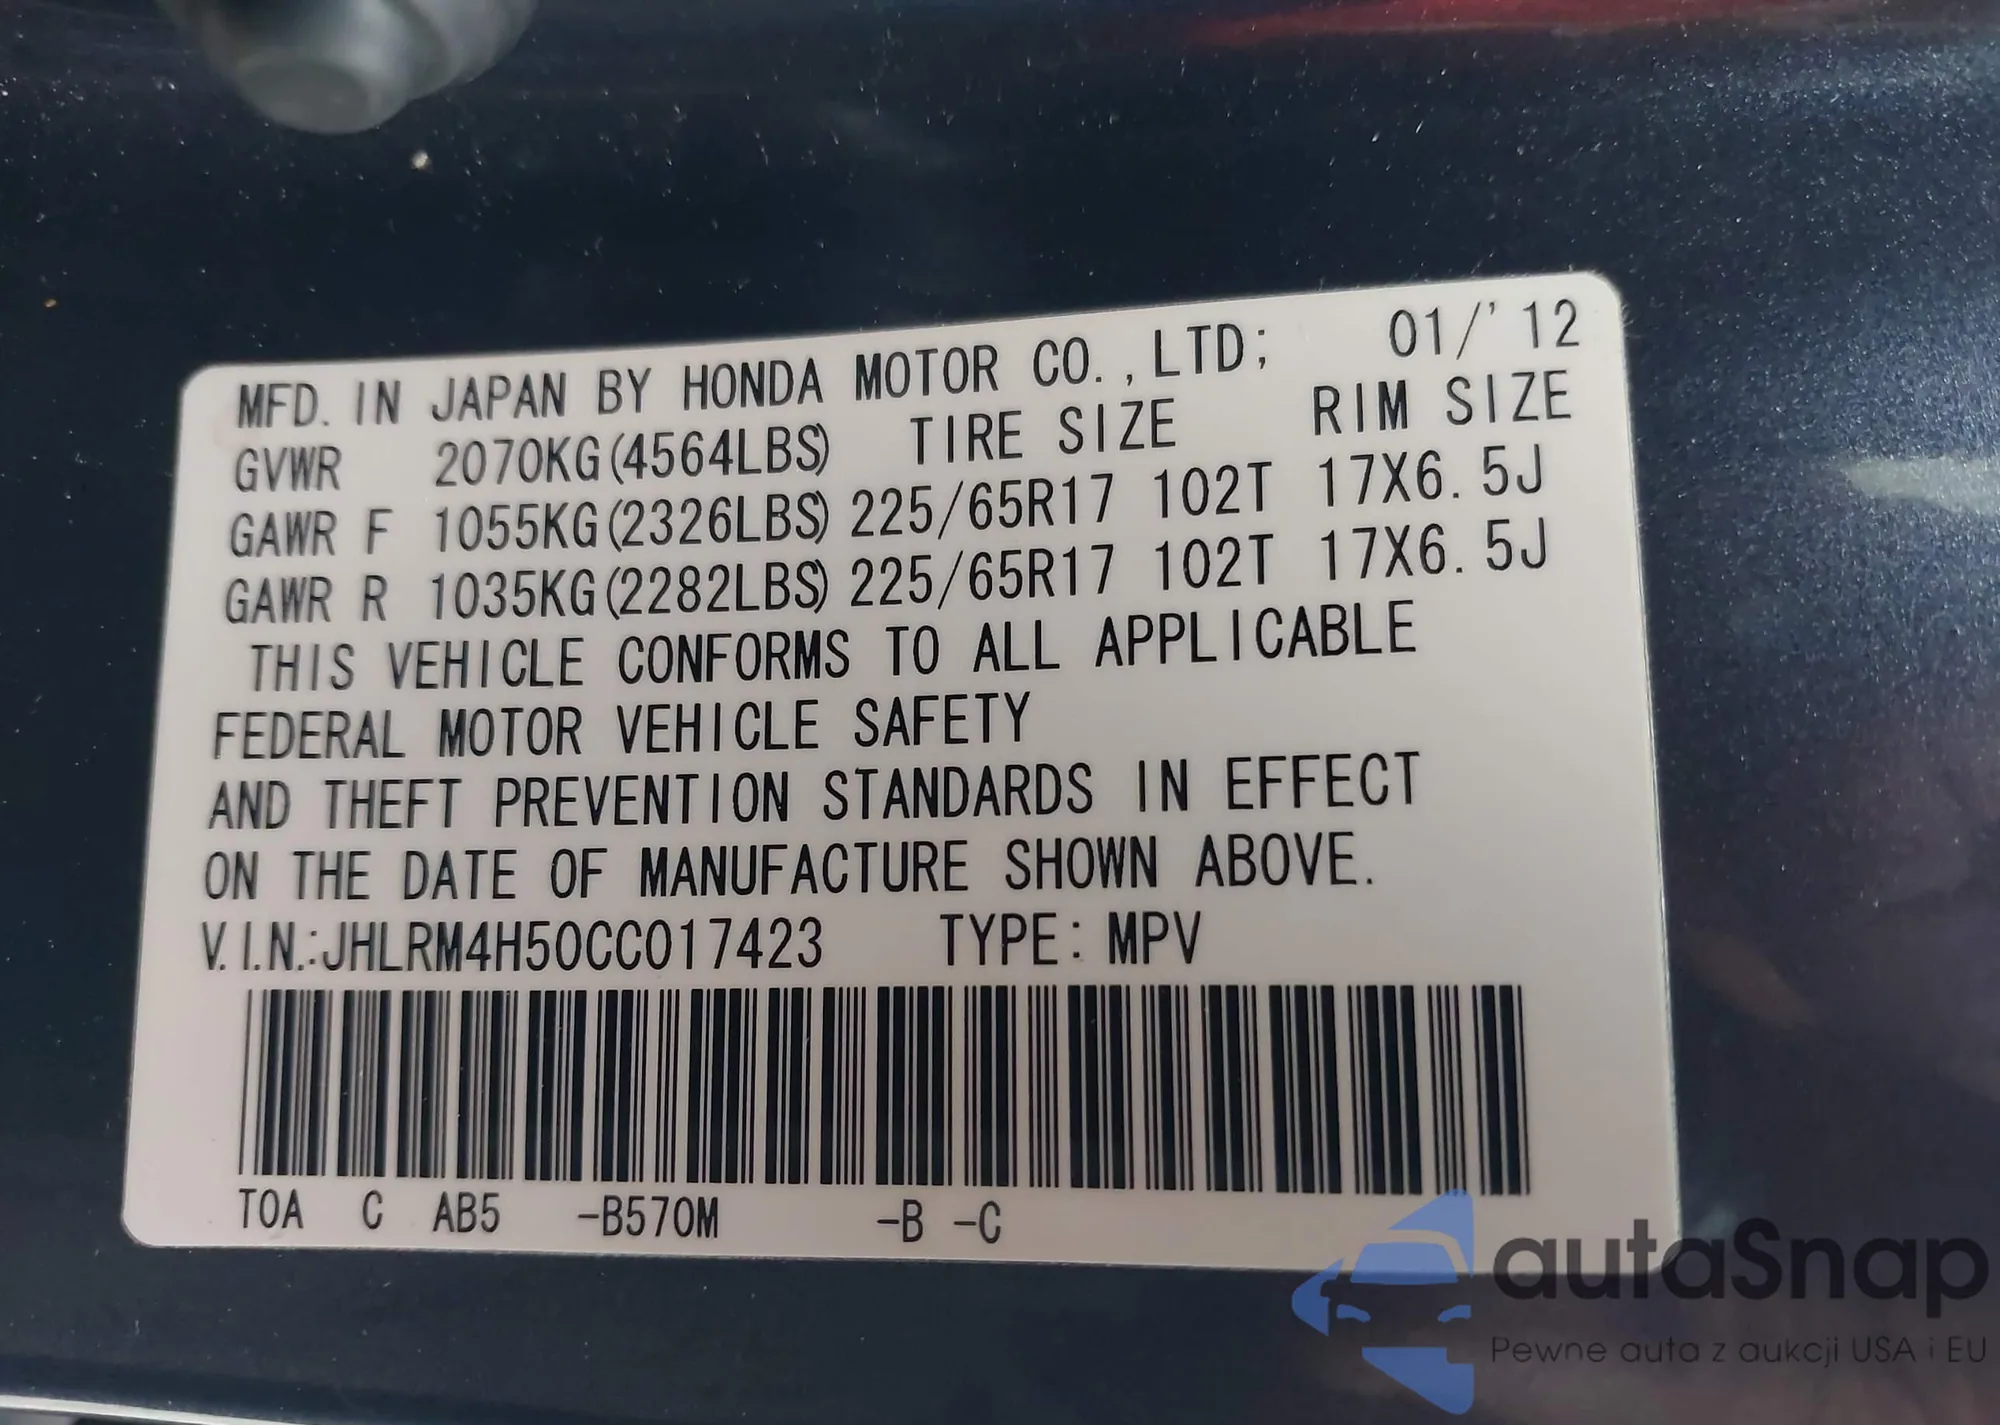 MFD. IN JAPAN BY HONDA MOTOR CO., LTD; 01/'12
GVWR 2070KG(4564LBS) TIRE SIZE RIM SIZE
GAWR F 1055KG(2326LBS) 225/65R17 102T 17X6.5J
GAWR R 1035KG(2282LBS) 225/65R17 102T 17X6.5J
THIS VEHICLE CONFORMS TO ALL APPLICABLE
FEDERAL MOTOR VEHICLE SAFETY
AND THEFT PREVENTION STANDARDS IN EFFECT
ON THE DATE OF MANUFACTURE SHOWN ABOVE.
V.I.N.:JHLRM4H50CC017423 TYPE: MPV
T0A C AB5 -B570M -B -C
autaSnap
Pewne auta z aukcji USA i EU